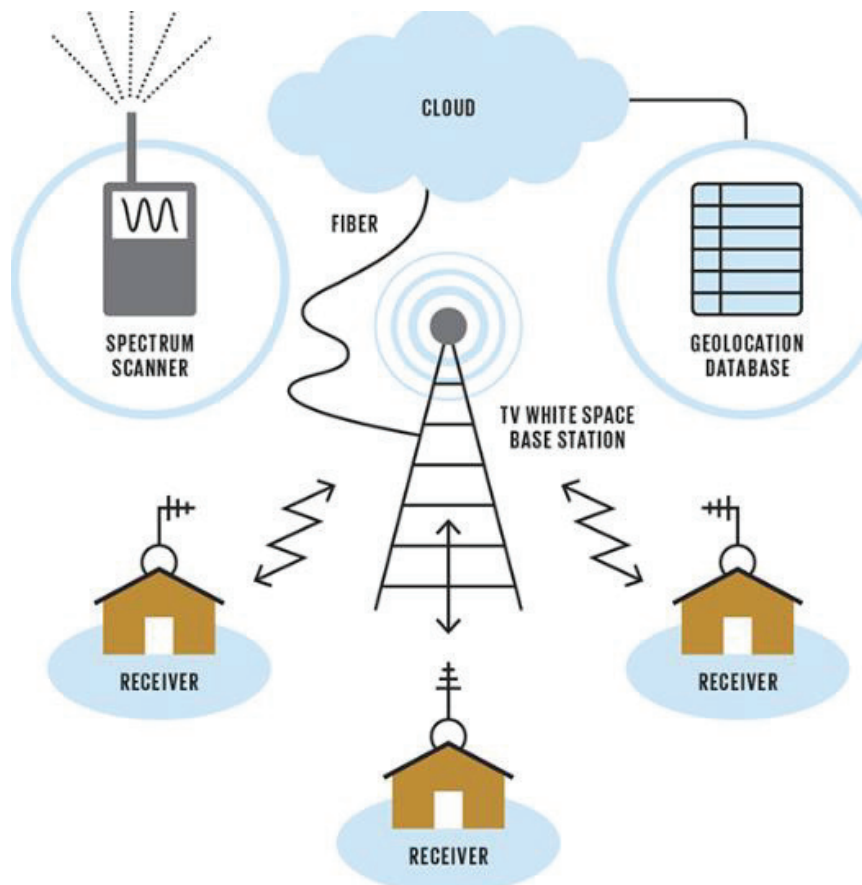 CLOUD
FIBER
SPECTRUM
SCANNER
GEOLOCATION
DATABASE
TV WHITE SPACE
BASE STATION
RECEIVER
RECEIVER
RECEIVER